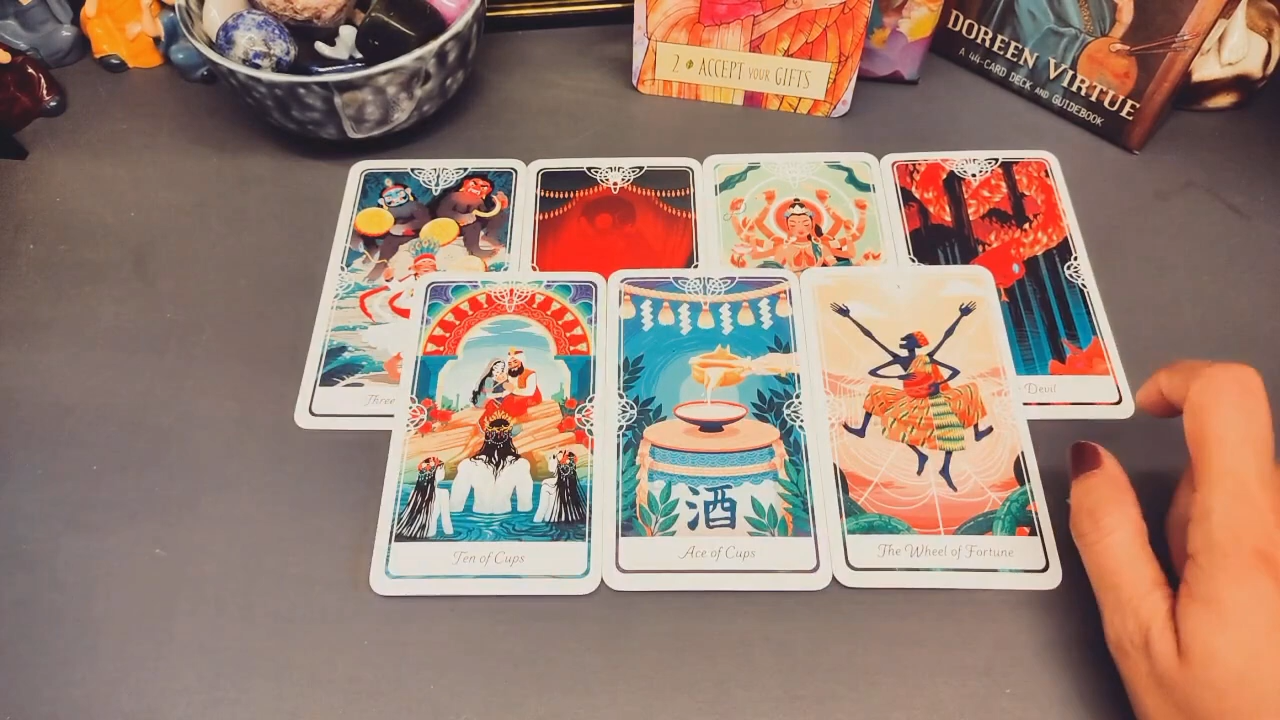 2 ACCEPT YOUR GIFTS
DOREEN VIRTUE
A 44-CARD DECK AND GUIDEBOOK
Three
Devil
Ten of Cups
Ace of Cups
The Wheel of Fortune
酒